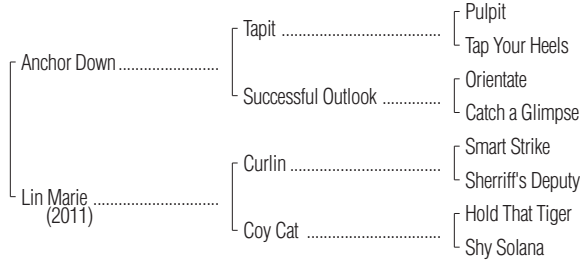 Pulpit
Tapit
Tap Your Heels
Anchor Down
Orientate
Successful Outlook
Catch a Glimpse
Smart Strike
Curlin
Sherriff's Deputy
Lin Marie
(2011)
Hold That Tiger
Coy Cat
Shy Solana